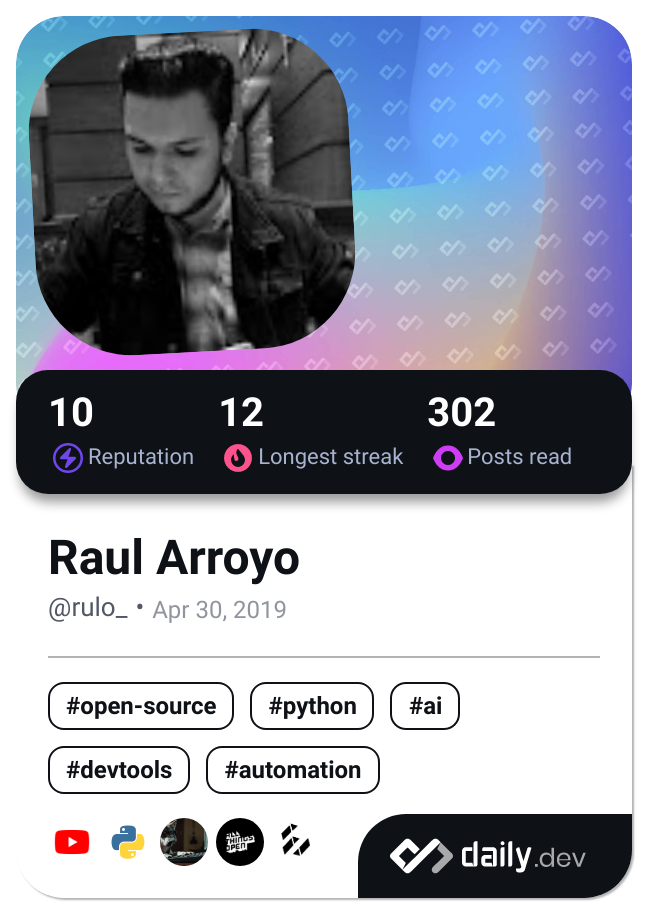 10 12 302
Reputation Longest streak Posts read
Raul Arroyo
@rulo_ • Apr 30, 2019
#open-source #python #ai
#devtools #automation
ALL
THINGS
OPEN
daily.dev